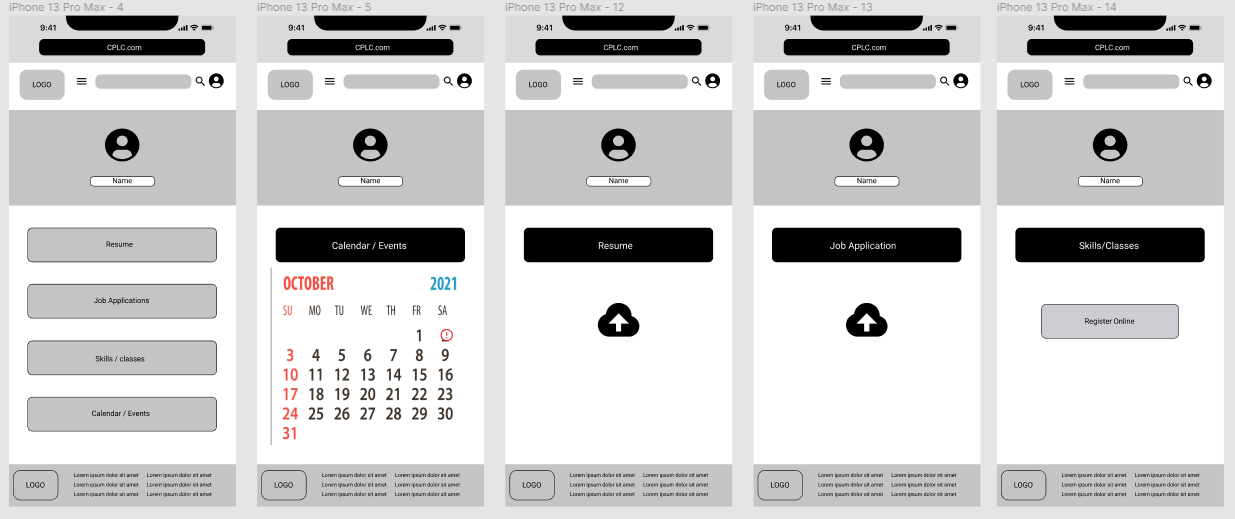 iPhone 13 Pro Max - 4
9:41
CPLC.com
LOGO
Name
Resume
Job Applications
Skills / classes
Calendar / Events
LOGO
Lorem ipsum dolor sit amet Lorem ipsum dolor sit amet
Lorem ipsum dolor sit amet Lorem ipsum dolor sit amet
Lorem ipsum dolor sit amet Lorem ipsum dolor sit amet
iPhone 13 Pro Max - 5
9:41
CPLC.com
LOGO
Name
Calendar / Events
OCTOBER 2021
SU MO TU WE TH FR SA
1
3 4 5 6 7 8 9
10 11 12 13 14 15 16
17 18 19 20 21 22 23
24 25 26 27 28 29 30
31
LOGO
Lorem ipsum dolor sit amet Lorem ipsum dolor sit amet
Lorem ipsum dolor sit amet Lorem ipsum dolor sit amet
Lorem ipsum dolor sit amet Lorem ipsum dolor sit amet
iPhone 13 Pro Max - 12
9:41
CPLC.com
LOGO
Name
Resume
LOGO
Lorem ipsum dolor sit amet Lorem ipsum dolor sit amet
Lorem ipsum dolor sit amet Lorem ipsum dolor sit amet
Lorem ipsum dolor sit amet Lorem ipsum dolor sit amet
iPhone 13 Pro Max - 13
9:41
CPLC.com
LOGO
Name
Job Application
LOGO
Lorem ipsum dolor sit amet Lorem ipsum dolor sit amet
Lorem ipsum dolor sit amet Lorem ipsum dolor sit amet
Lorem ipsum dolor sit amet Lorem ipsum dolor sit amet
iPhone 13 Pro Max - 14
9:41
CPLC.com
LOGO
Name
Skills/Classes
Register Online
LOGO
Lorem ipsum dolor sit amet Lorem ipsum dolor sit amet
Lorem ipsum dolor sit amet Lorem ipsum dolor sit amet
Lorem ipsum dolor sit amet Lorem ipsum dolor sit amet